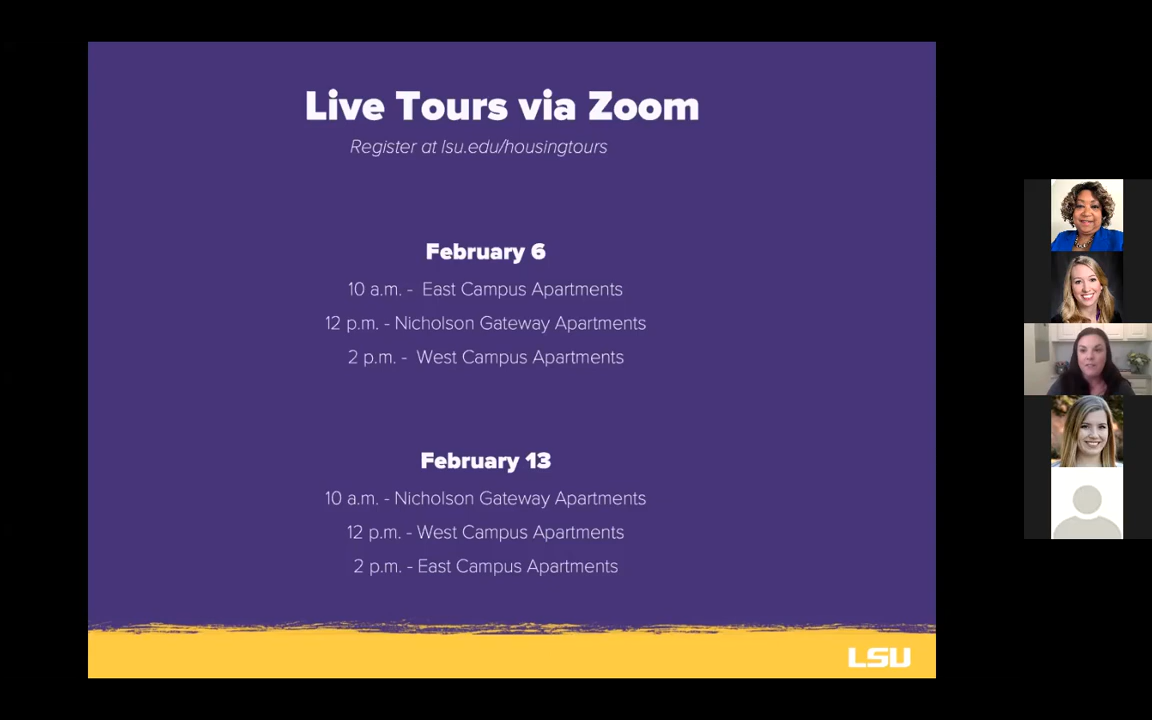 Live Tours via Zoom
Register at lsu.edu/housingtours
February 6
10 a.m. - East Campus Apartments
12 p.m. - Nicholson Gateway Apartments
2 p.m. - West Campus Apartments
February 13
10 a.m. - Nicholson Gateway Apartments
12 p.m. - West Campus Apartments
2 p.m. - East Campus Apartments
LSU